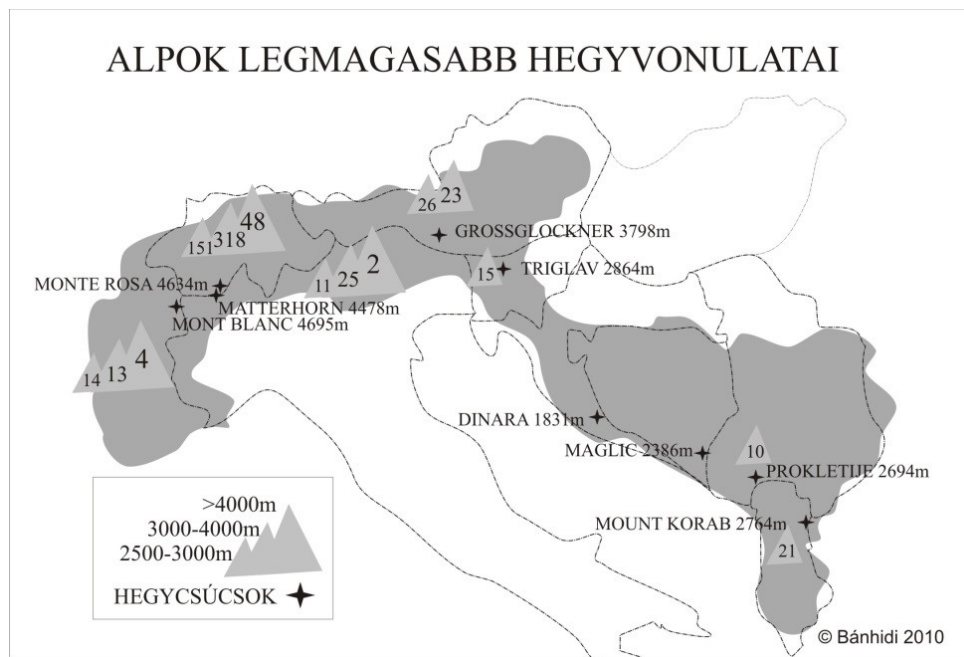 ALPOK LEGMAGASABB HEGYVONULATAI
26 23
48
151 318
GROSSGLOCKNER 3798m
2
11 25
15
TRIGLAV 2864m
MONTE ROSA 4634m
MATTERHORN 4478m
MONT BLANC 4695m
4
14 13
DINARA 1831m
MAGLIC 2386m
10
PROKLETIJE 2694m
MOUNT KORAB 2764m
21
>4000m
3000-4000m
2500-3000m
HEGYCSÚCSOK
© Bánhidi 2010